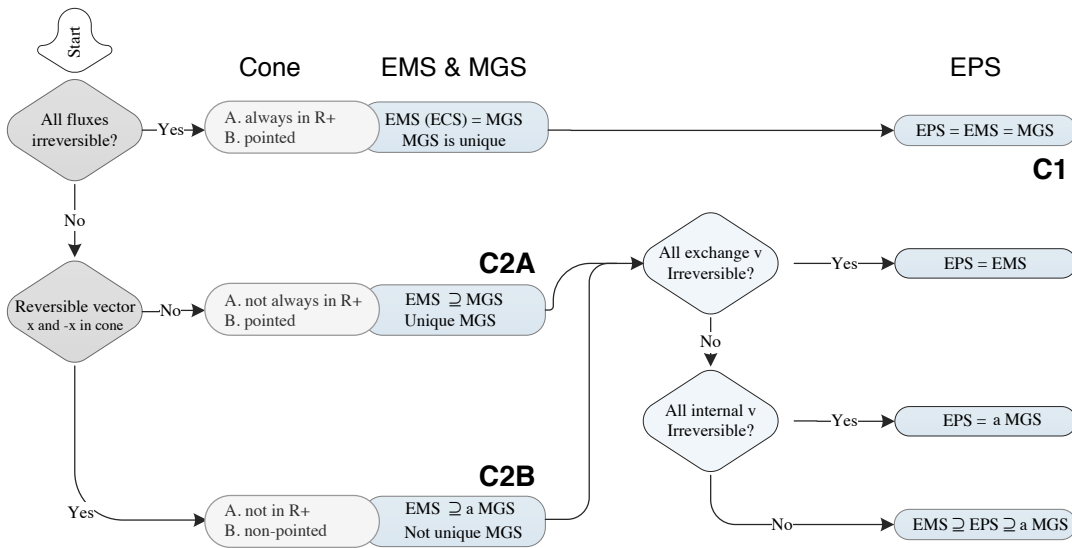 Start
Cone
EMS & MGS
EPS
All fluxes
irreversible?
Yes
A. always in R+
B. pointed
EMS (ECS) = MGS
MGS is unique
EPS = EMS = MGS
C1
No
C2A
Reversible vector
x and -x in cone
No
A. not always in R+
B. pointed
EMS ⊇ MGS
Unique MGS
All exchange v
Irreversible?
Yes
EPS = EMS
No
All internal v
Irreversible?
Yes
EPS = a MGS
C2B
Yes
A. not in R+
B. non-pointed
EMS ⊇ a MGS
Not unique MGS
No
EMS ⊇ EPS ⊇ a MGS